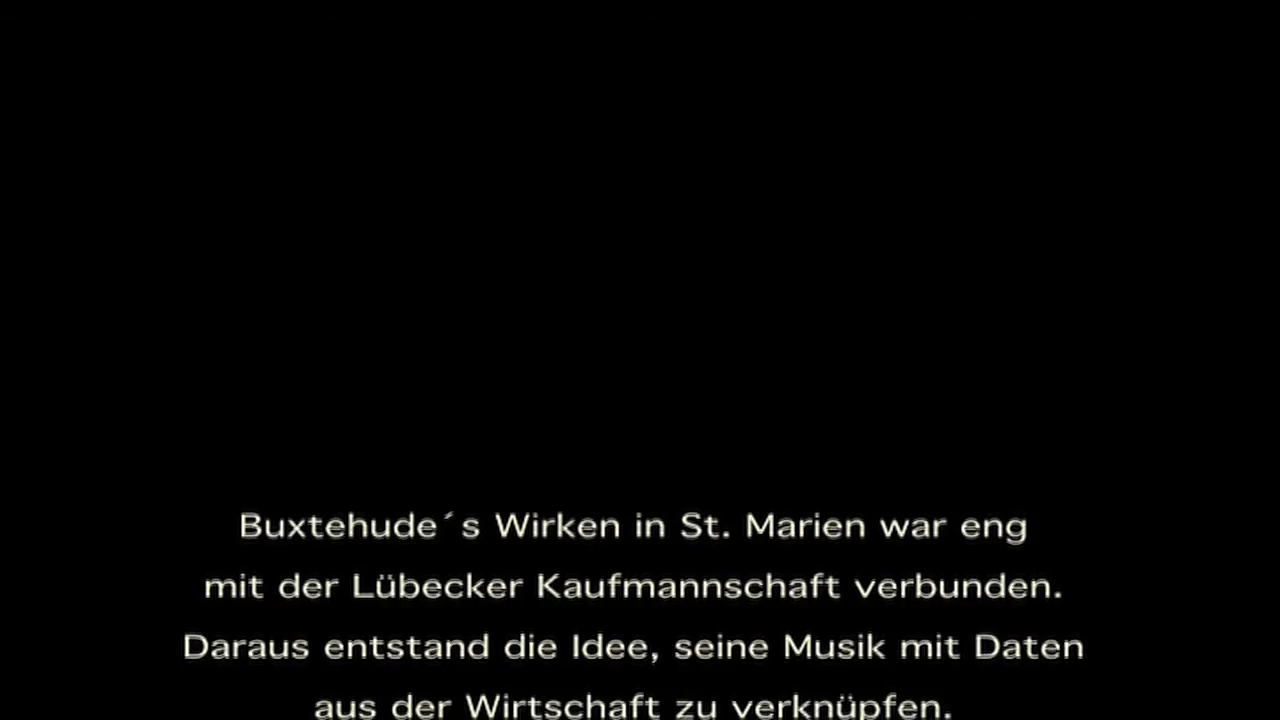 Buxtehude´s Wirken in St. Marien war eng
mit der Lübecker Kaufmannschaft verbunden.
Daraus entstand die Idee, seine Musik mit Daten
aus der Wirtschaft zu verknüpfen.